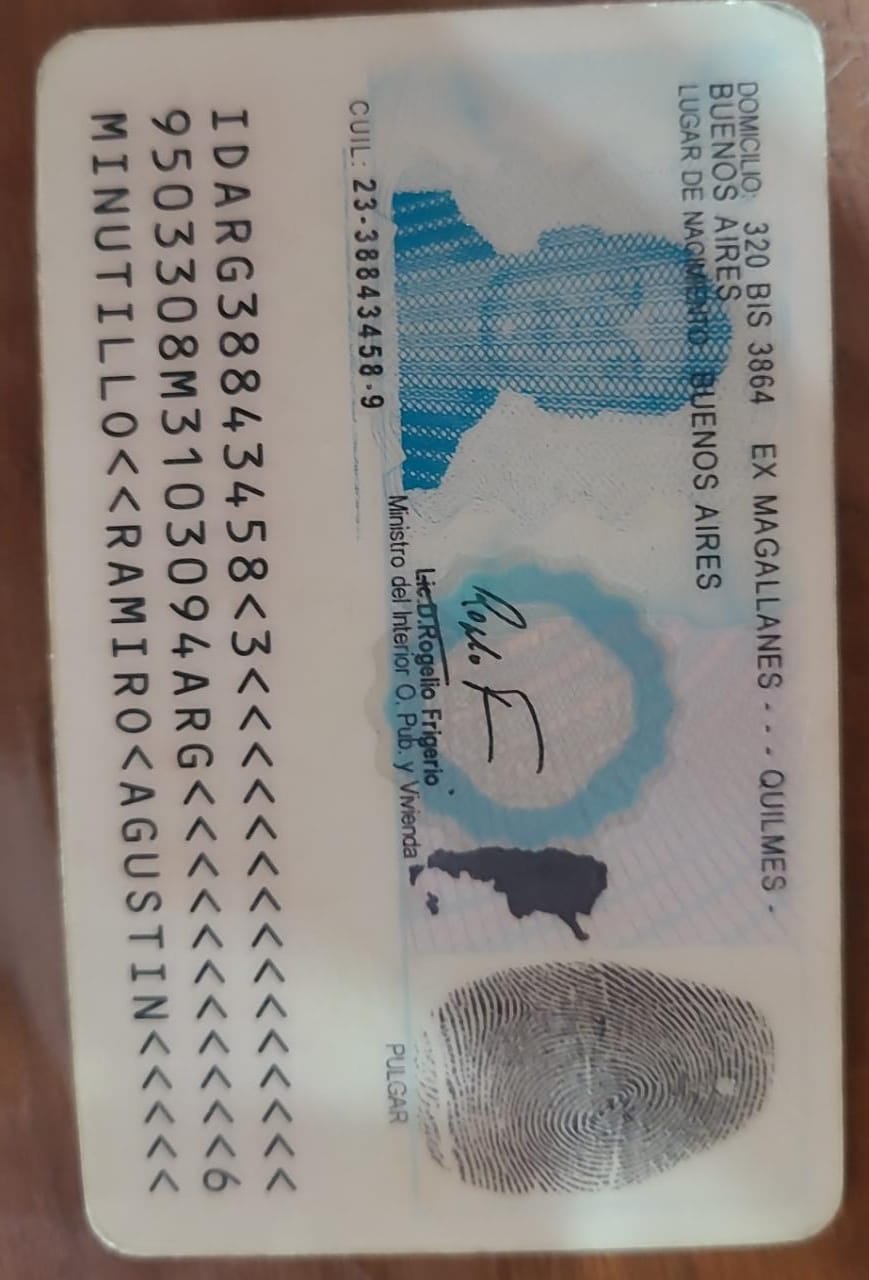 DOMICILIO: 320 BIS 3864 EX MAGALLANES - - - QUILMES -
BUENOS AIRES
LUGAR DE NACIMIENTO: BUENOS AIRES
Lic.D.Rogelio Frigerio
Ministro del Interior O. Pub. y Vivienda
PULGAR
CUIL: 23-38843458-9
IDARG38843458<3<<<<<<<<<<<<<<<
9503308M3103094ARG<<<<<<<<<<<6
MINUTILLO<<RAMIRO<AGUSTIN<<<<<